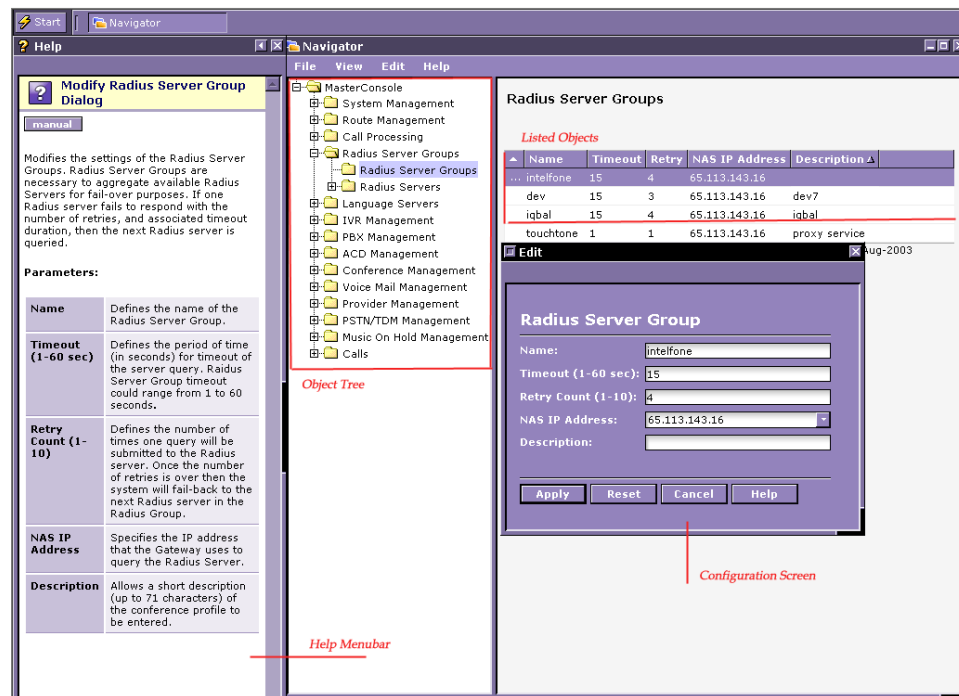 Start
Navigator
Help
Modify Radius Server Group
Dialog
manual
Modifies the settings of the Radius Server
Groups. Radius Server Groups are
necessary to aggregate available Radius
Servers for fail-over purposes. If one
Radius server fails to respond with the
number of retries, and associated timeout
duration, then the next Radius server is
queried.
Parameters:
Name
Defines the name of the
Radius Server Group.
Timeout
(1-60 sec)
Defines the period of time
(in seconds) for timeout of
the server query. Raidus
Server Group timeout
could range from 1 to 60
seconds.
Retry
Count (1-
10)
Defines the number of
times one query will be
submitted to the Radius
server. Once the number
of retries is over then the
system will fail-back to the
next Radius server in the
Radius Group.
NAS IP
Address
Specifies the IP address
that the Gateway uses to
query the Radius Server.
Description
Allows a short description
(up to 71 characters) of
the conference profile to
be entered.
Help Menubar
Navigator
File View Edit Help
MasterConsole
System Management
Route Management
Call Processing
Radius Server Groups
Radius Server Groups
Radius Servers
Language Servers
IVR Management
PBX Management
ACD Management
Conference Management
Voice Mail Management
Provider Management
PSTN/TDM Management
Music On Hold Management
Calls
Object Tree
Radius Server Groups
Listed Objects
Name Timeout Retry NAS IP Address Description
... intelfone 15 4 65.113.143.16
dev 15 3 65.113.143.16 dev7
iqbal 15 4 65.113.143.16 iqbal
touchtone 1 1 65.113.143.16 proxy service
Aug-2003
Edit
Radius Server Group
Name: intelfone
Timeout (1-60 sec): 15
Retry Count (1-10): 4
NAS IP Address: 65.113.143.16
Description:
Apply Reset Cancel Help
Configuration Screen